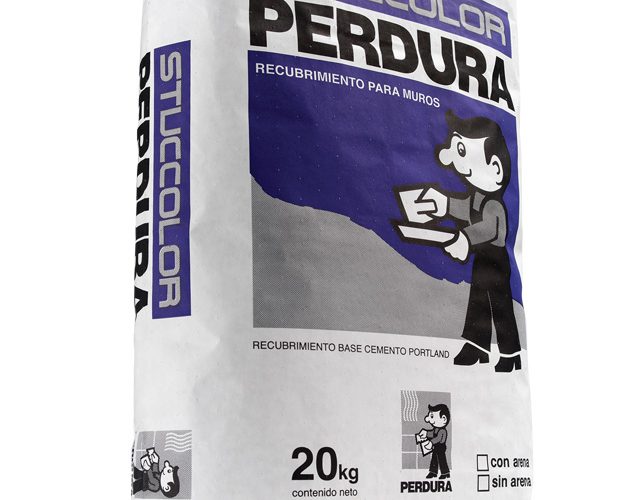 PERDURA
RECUBRIMIENTO PARA MUROS
STUCCOLOR
PERDURA
RECUBRIMIENTO BASE CEMENTO PORTLAND
20kg
contenido neto
PERDURA
con arena
sin arena